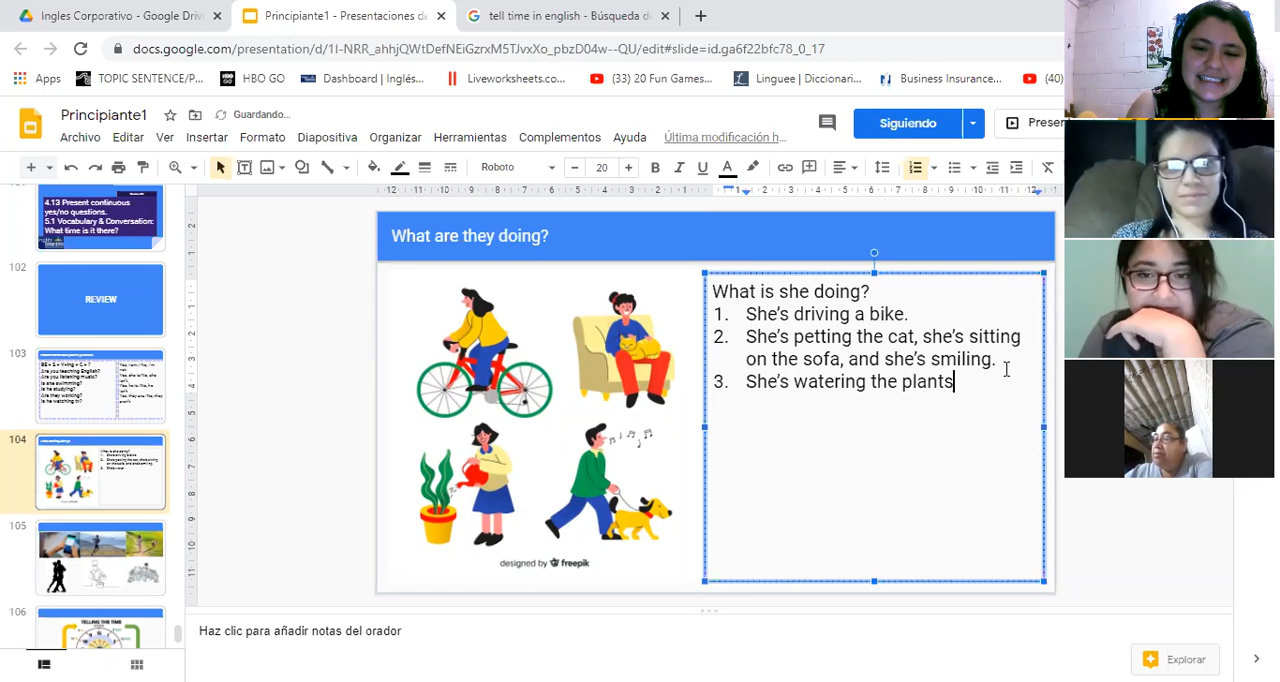 Ingles Corporativo - Google Driv
Principiante1 - Presentaciones de
tell time in english - Búsqueda de
docs.google.com/presentation/d/1I-NRR_ahhjQWtDefNEiGzrxM5TJvxXo_pbzD04w--QU/edit#slide=id.ga6f22bfc78_0_17
Apps
TOPIC SENTENCE/P...
HBO GO
Dashboard | Inglés...
Liveworksheets.co...
(33) 20 Fun Games...
Linguee | Diccionari...
Business Insurance...
(40)
Principiante1
Guardando...
Archivo Editar Ver Insertar Formato Diapositiva Organizar Herramientas Complementos Ayuda Última modificación h...
Siguiendo
Presen
Roboto
20
4.13 Present continuous
yes/no questions.
5.1 Vocabulary & Conversation:
What time is it there?
102
REVIEW
103
104
105
106
TELLING THE TIME
What are they doing?
What is she doing?
1. She's driving a bike.
2. She's petting the cat, she's sitting
on the sofa, and she's smiling.
3. She's watering the plants
designed by freepik
Haz clic para añadir notas del orador
Explorar